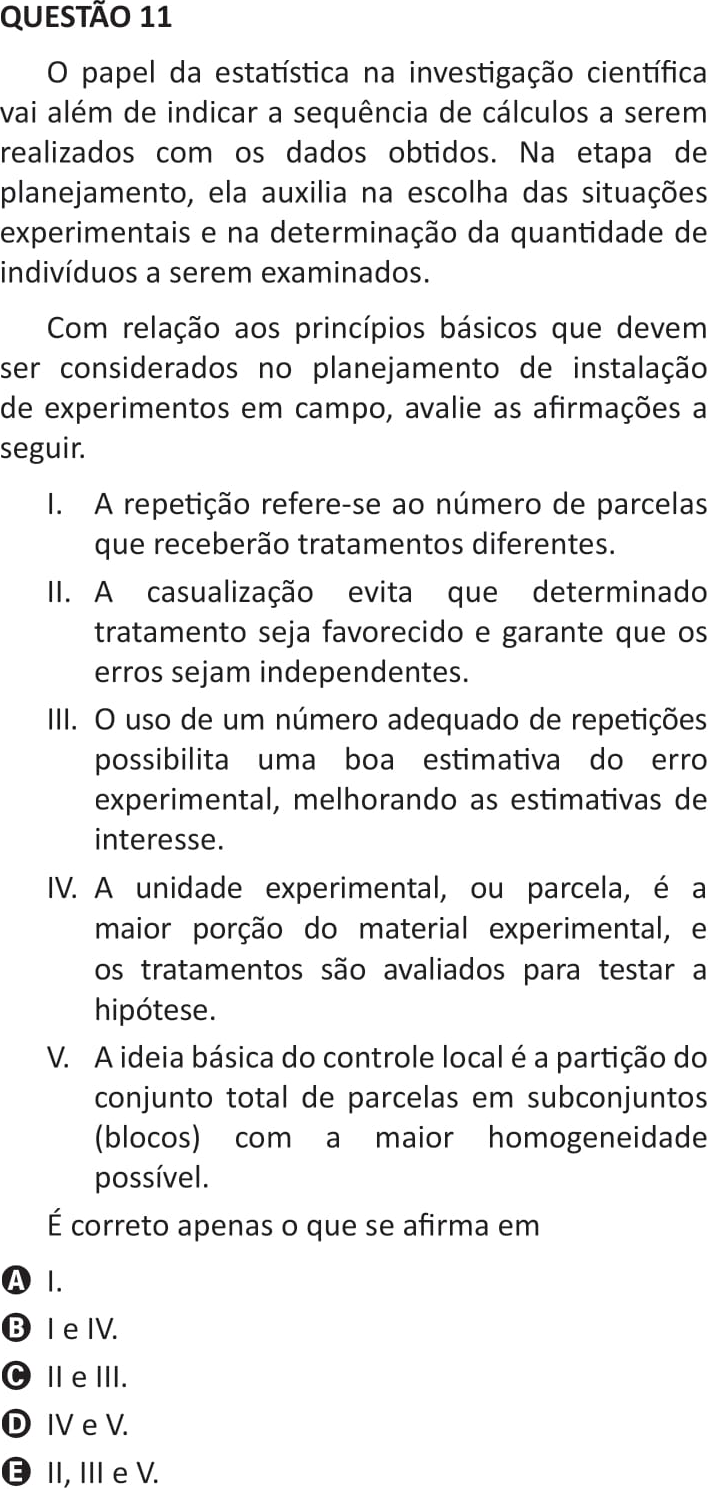 QUESTÃO 11
O papel da estatística na investigação científica
vai além de indicar a sequência de cálculos a serem
realizados com os dados obtidos. Na etapa de
planejamento, ela auxilia na escolha das situações
experimentais e na determinação da quantidade de
indivíduos a serem examinados.
Com relação aos princípios básicos que devem
ser considerados no planejamento de instalação
de experimentos em campo, avalie as afirmações a
seguir.
I. A repetição refere-se ao número de parcelas
que receberão tratamentos diferentes.
II. A casualização evita que determinado
tratamento seja favorecido e garante que os
erros sejam independentes.
III. O uso de um número adequado de repetições
possibilita uma boa estimativa do erro
experimental, melhorando as estimativas de
interesse.
IV. A unidade experimental, ou parcela, é a
maior porção do material experimental, e
os tratamentos são avaliados para testar a
hipótese.
V. A ideia básica do controle local é a partição do
conjunto total de parcelas em subconjuntos
(blocos) com a maior homogeneidade
possível.
É correto apenas o que se afirma em
A I.
B I e IV.
C II e III.
D IV e V.
E II, III e V.